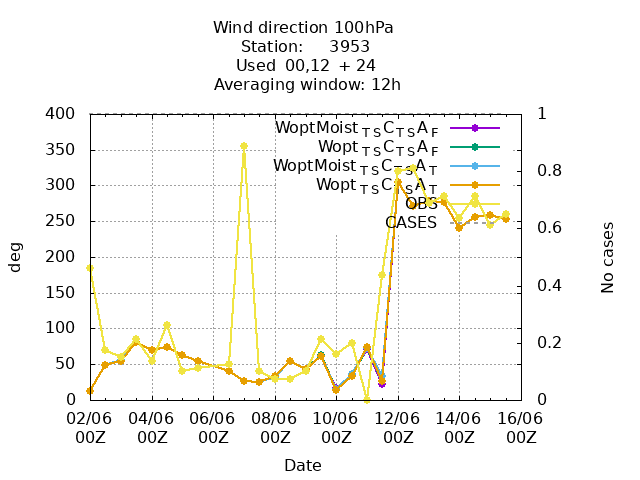 Wind direction 100hPa
Station: 3953
Used 00,12 + 24
Averaging window: 12h
400
350
300
250
200
150
100
50
0
deg
1
0.8
0.6
0.4
0.2
0
No cases
WoptMoist TS C TS A F
Wopt TS C TS A F
WoptMoist TS C TS A T
Wopt TS C TS A T
OBS
CASES
02/06 04/06 06/06 08/06 10/06 12/06 14/06 16/06
00Z 00Z 00Z 00Z 00Z 00Z 00Z 00Z
Date